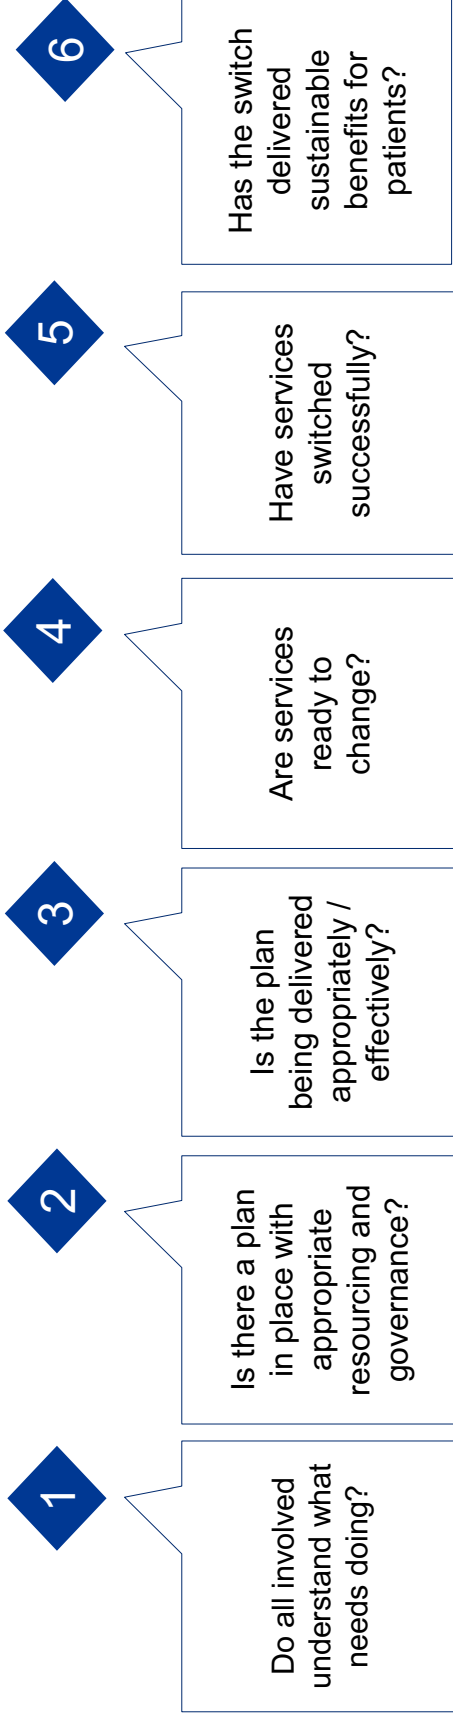 1
Do all involved
understand what
needs doing?
2
Is there a plan
in place with
appropriate
resourcing and
governance?
3
Is the plan
being delivered
appropriately /
effectively?
4
Are services
ready to
change?
5
Have services
switched
successfully?
6
Has the switch
delivered
sustainable
benefits for
patients?